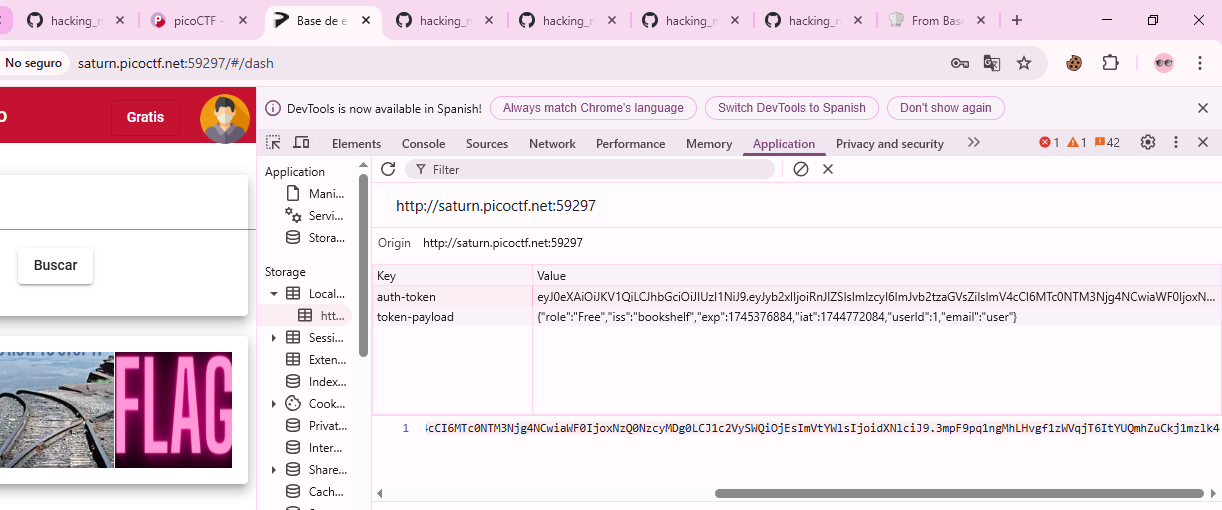 hacking_n
picoCTF -
Base de e
hacking_n
hacking_n
hacking_n
hacking_n
From Base
No seguro
saturn.picoctf.net:59297/#/dash
o
Gratis
DevTools is now available in Spanish!
Always match Chrome's language
Switch DevTools to Spanish
Don't show again
Elements
Console
Sources
Network
Performance
Memory
Application
Privacy and security
1
1
42
Application
Mani...
Servi...
Stora...
Storage
Local...
htt...
Sessi...
Exten...
Index...
Cook...
Privat...
Inter...
Share...
Cach...
Filter
http://saturn.picoctf.net:59297
Origin http://saturn.picoctf.net:59297
Key Value
auth-token eyJ0eXAiOiJKV1QiLCJhbGciOiJIUzI1NiJ9.eyJyb2xlIjoiRnJlZSIsImlzcyI6ImJvb2tzaGVsZiIsImV4cCI6MTc0NTM3Njg4NCwiaWF0IjoxN...
token-payload {"role":"Free","iss":"bookshelf","exp":1745376884,"iat":1744772084,"userId":1,"email":"user"}
1 4cCI6MTc0NTM3Njg4NCwiaWF0IjoxNzQ0NzcyMDg0LCJ1c2VySWQiOjEsImVtYWlsIjoidXNlciJ9.3mpF9pq1ngMhLHvgf1zWVqjT6ItYUQmhZuCkj1mzlk4
Buscar
FLAG